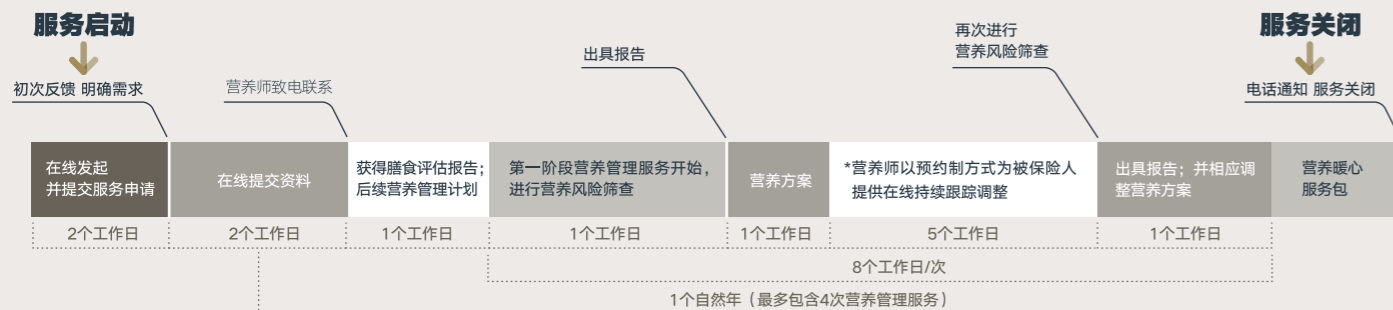 服务启动
服务关闭
再次进行
营养风险筛查
出具报告
初次反馈 明确需求
营养师致电联系
电话通知 服务关闭
在线发起
并提交服务申请
在线提交资料
获得膳食评估报告；
后续营养管理计划
第一阶段营养管理服务开始，
进行营养风险筛查
营养方案
*营养师以预约制方式为被保险人
提供在线持续跟踪调整
出具报告；并相应调
整营养方案
营养暖心
服务包
2个工作日
2个工作日
1个工作日
1个工作日
1个工作日
5个工作日
1个工作日
8个工作日/次
1个自然年（最多包含4次营养管理服务）